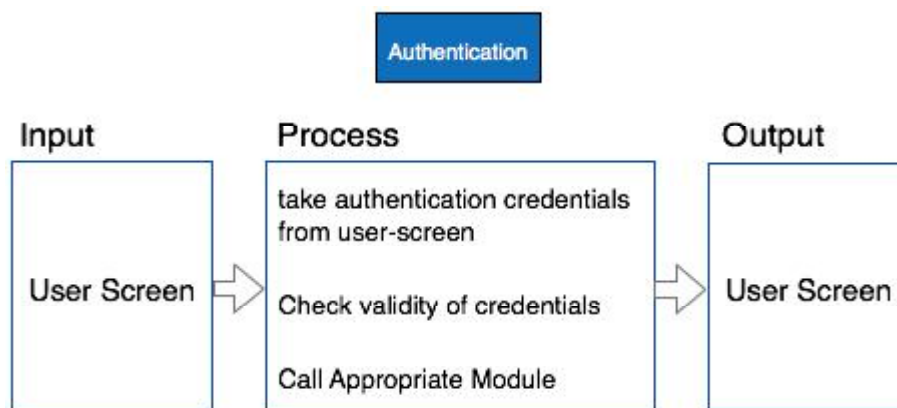 Authentication
Input
Process
Output
User Screen
take authentication credentials
from user-screen
Check validity of credentials
Call Appropriate Module
User Screen